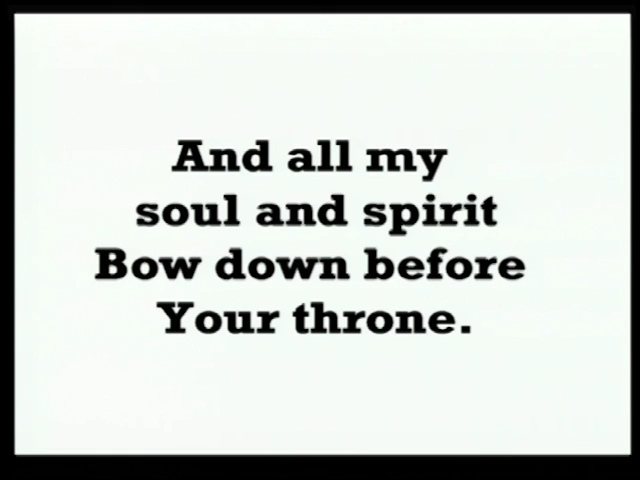 And all my
soul and spirit
Bow down before
Your throne.